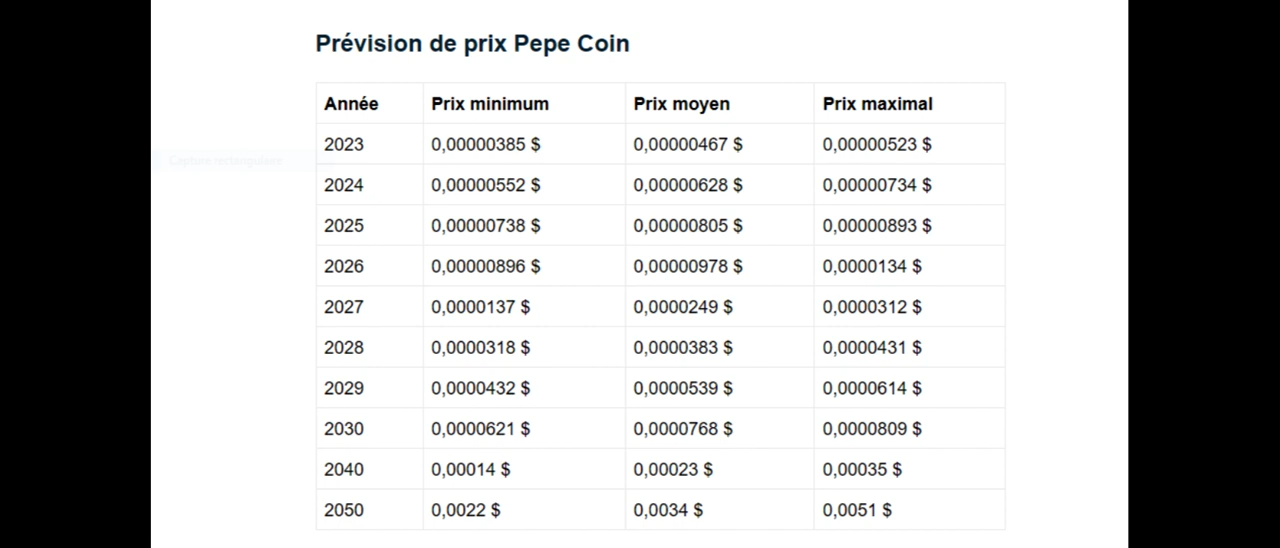 Prévision de prix Pepe Coin
Année Prix minimum Prix moyen Prix maximal
2023 0,00000385 $ 0,00000467 $ 0,00000523 $
Capture rectangulaire
2024 0,00000552 $ 0,00000628 $ 0,00000734 $
2025 0,00000738 $ 0,00000805 $ 0,00000893 $
2026 0,00000896 $ 0,00000978 $ 0,0000134 $
2027 0,0000137 $ 0,0000249 $ 0,0000312 $
2028 0,0000318 $ 0,0000383 $ 0,0000431 $
2029 0,0000432 $ 0,0000539 $ 0,0000614 $
2030 0,0000621 $ 0,0000768 $ 0,0000809 $
2040 0,00014 $ 0,00023 $ 0,00035 $
2050 0,0022 $ 0,0034 $ 0,0051 $